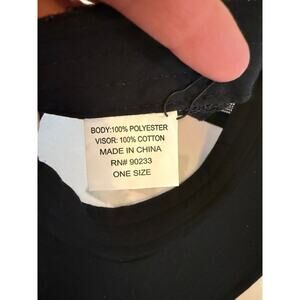 BODY:100% POLYESTER
VISOR: 100% COTTON
MADE IN CHINA
RN# 90233
ONE SIZE